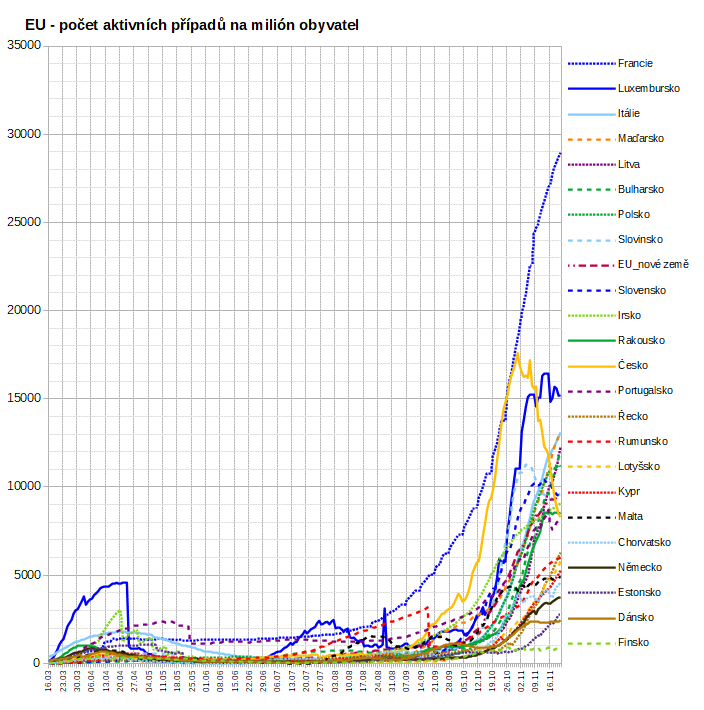 EU - počet aktivních případů na milión obyvatel
35000
30000
25000
20000
15000
10000
5000
0
16.03
23.03
30.03
06.04
13.04
20.04
27.04
04.05
11.05
18.05
25.05
01.06
08.06
15.06
22.06
29.06
06.07
13.07
20.07
27.07
03.08
10.08
17.08
24.08
31.08
07.09
14.09
21.09
28.09
05.10
12.10
19.10
26.10
02.11
09.11
16.11
Francie
Luxembursko
Itálie
Maďarsko
Litva
Bulharsko
Polsko
Slovinsko
EU_nové země
Slovensko
Irsko
Rakousko
Česko
Portugalsko
Řecko
Rumunsko
Lotyšsko
Kypr
Malta
Chorvatsko
Německo
Estonsko
Dánsko
Finsko